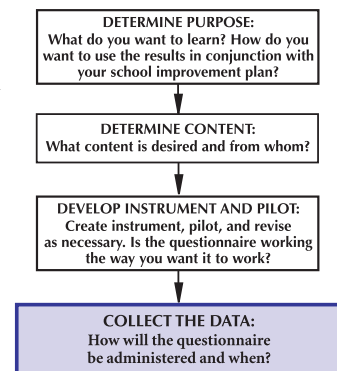 DETERMINE PURPOSE:
What do you want to learn? How do you
want to use the results in conjunction with
your school improvement plan?
DETERMINE CONTENT:
What content is desired and from whom?
DEVELOP INSTRUMENT AND PILOT:
Create instrument, pilot, and revise
as necessary. Is the questionnaire working
the way you want it to work?
COLLECT THE DATA:
How will the questionnaire
be administered and when?